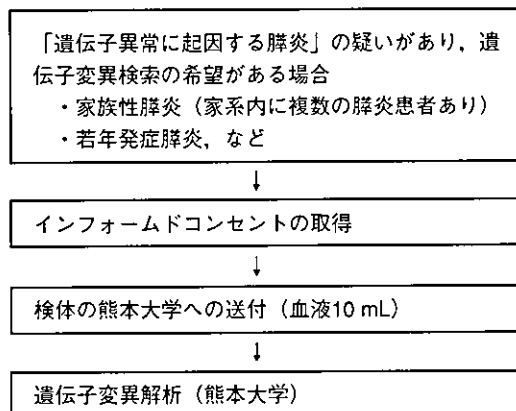 「遺伝子異常に起因する膵炎」の疑いがあり，遺
伝子変異検索の希望がある場合
・家族性膵炎（家系内に複数の膵炎患者あり）
・若年発症膵炎，など
↓
インフォームドコンセントの取得
↓
検体の熊本大学への送付（血液10 mL）
↓
遺伝子変異解析（熊本大学）